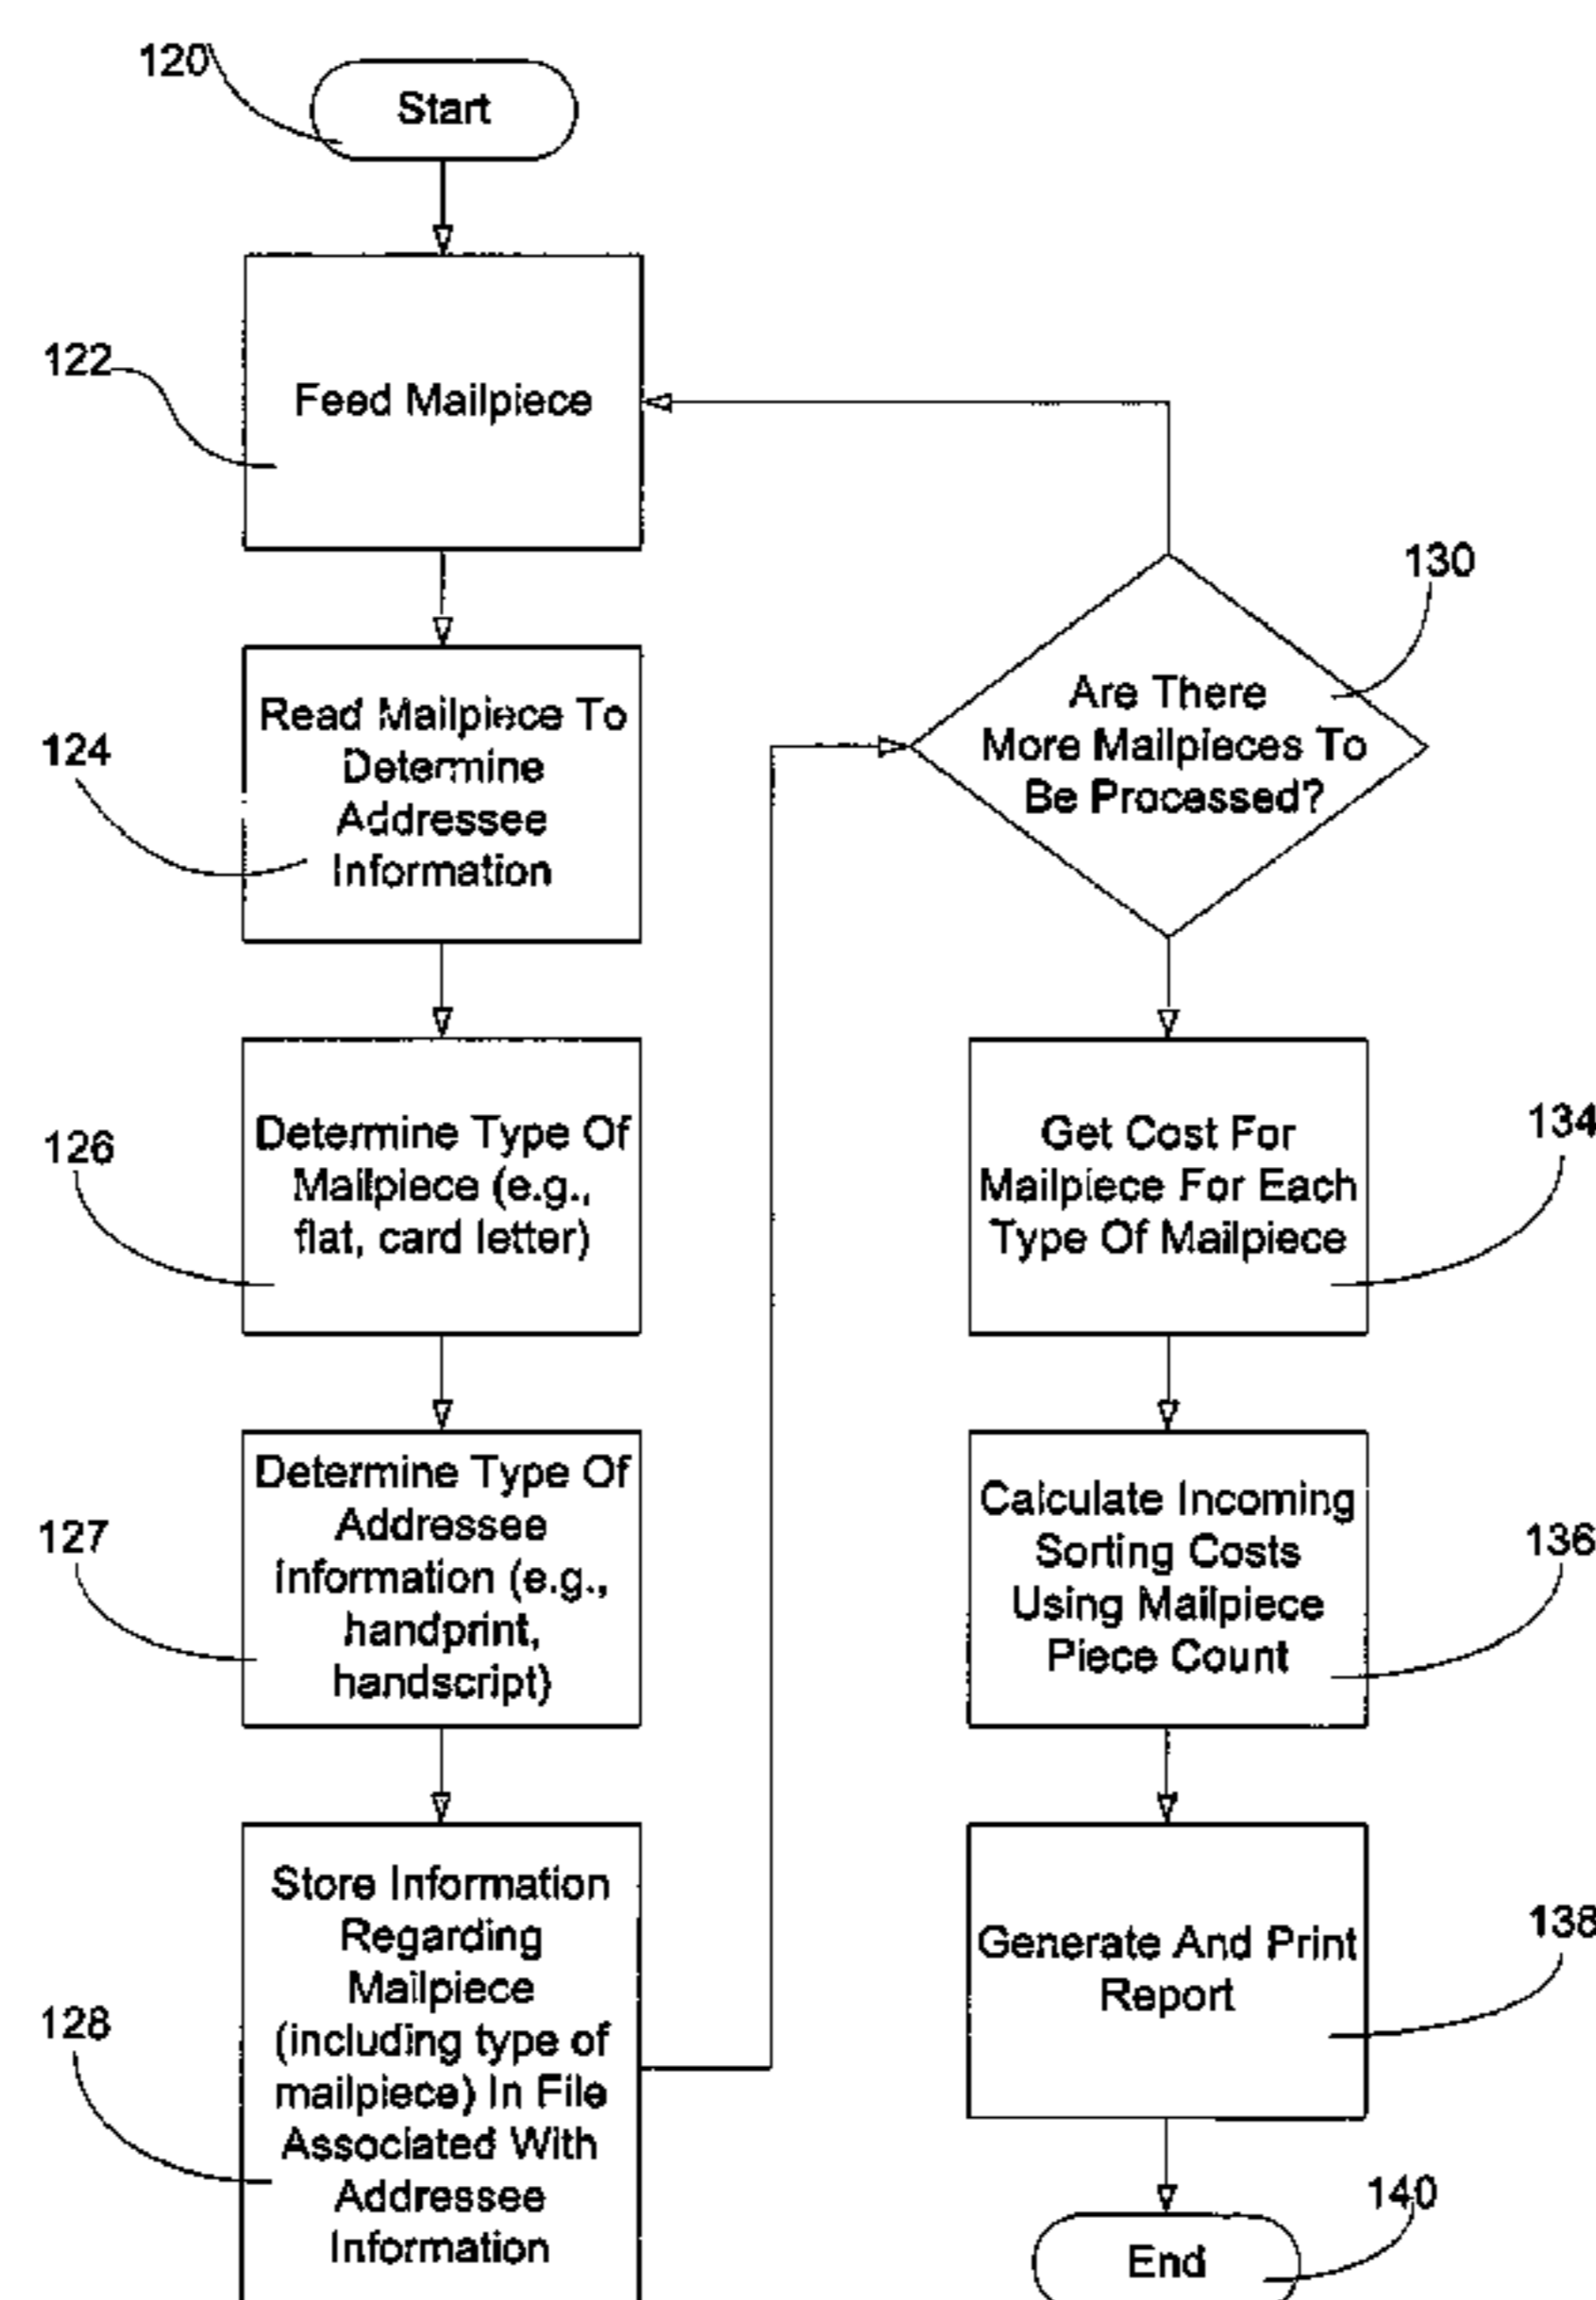 120
Start
122
Feed Mailpiece
124
Read Mailpiece To
Determine
Addressee
Information
126
Determine Type Of
Mailpiece (e.g.,
flat, card letter)
127
Determine Type Of
Addressee
Information (e.g.,
handprint,
handscript)
128
Store Information
Regarding
Mailpiece
(including type of
mailpiece) In File
Associated With
Addressee
Information
130
Are There
More Mailpieces To
Be Processed?
134
Get Cost For
Mailpiece For Each
Type Of Mailpiece
136
Calculate Incoming
Sorting Costs
Using Mailpiece
Piece Count
138
Generate And Print
Report
140
End